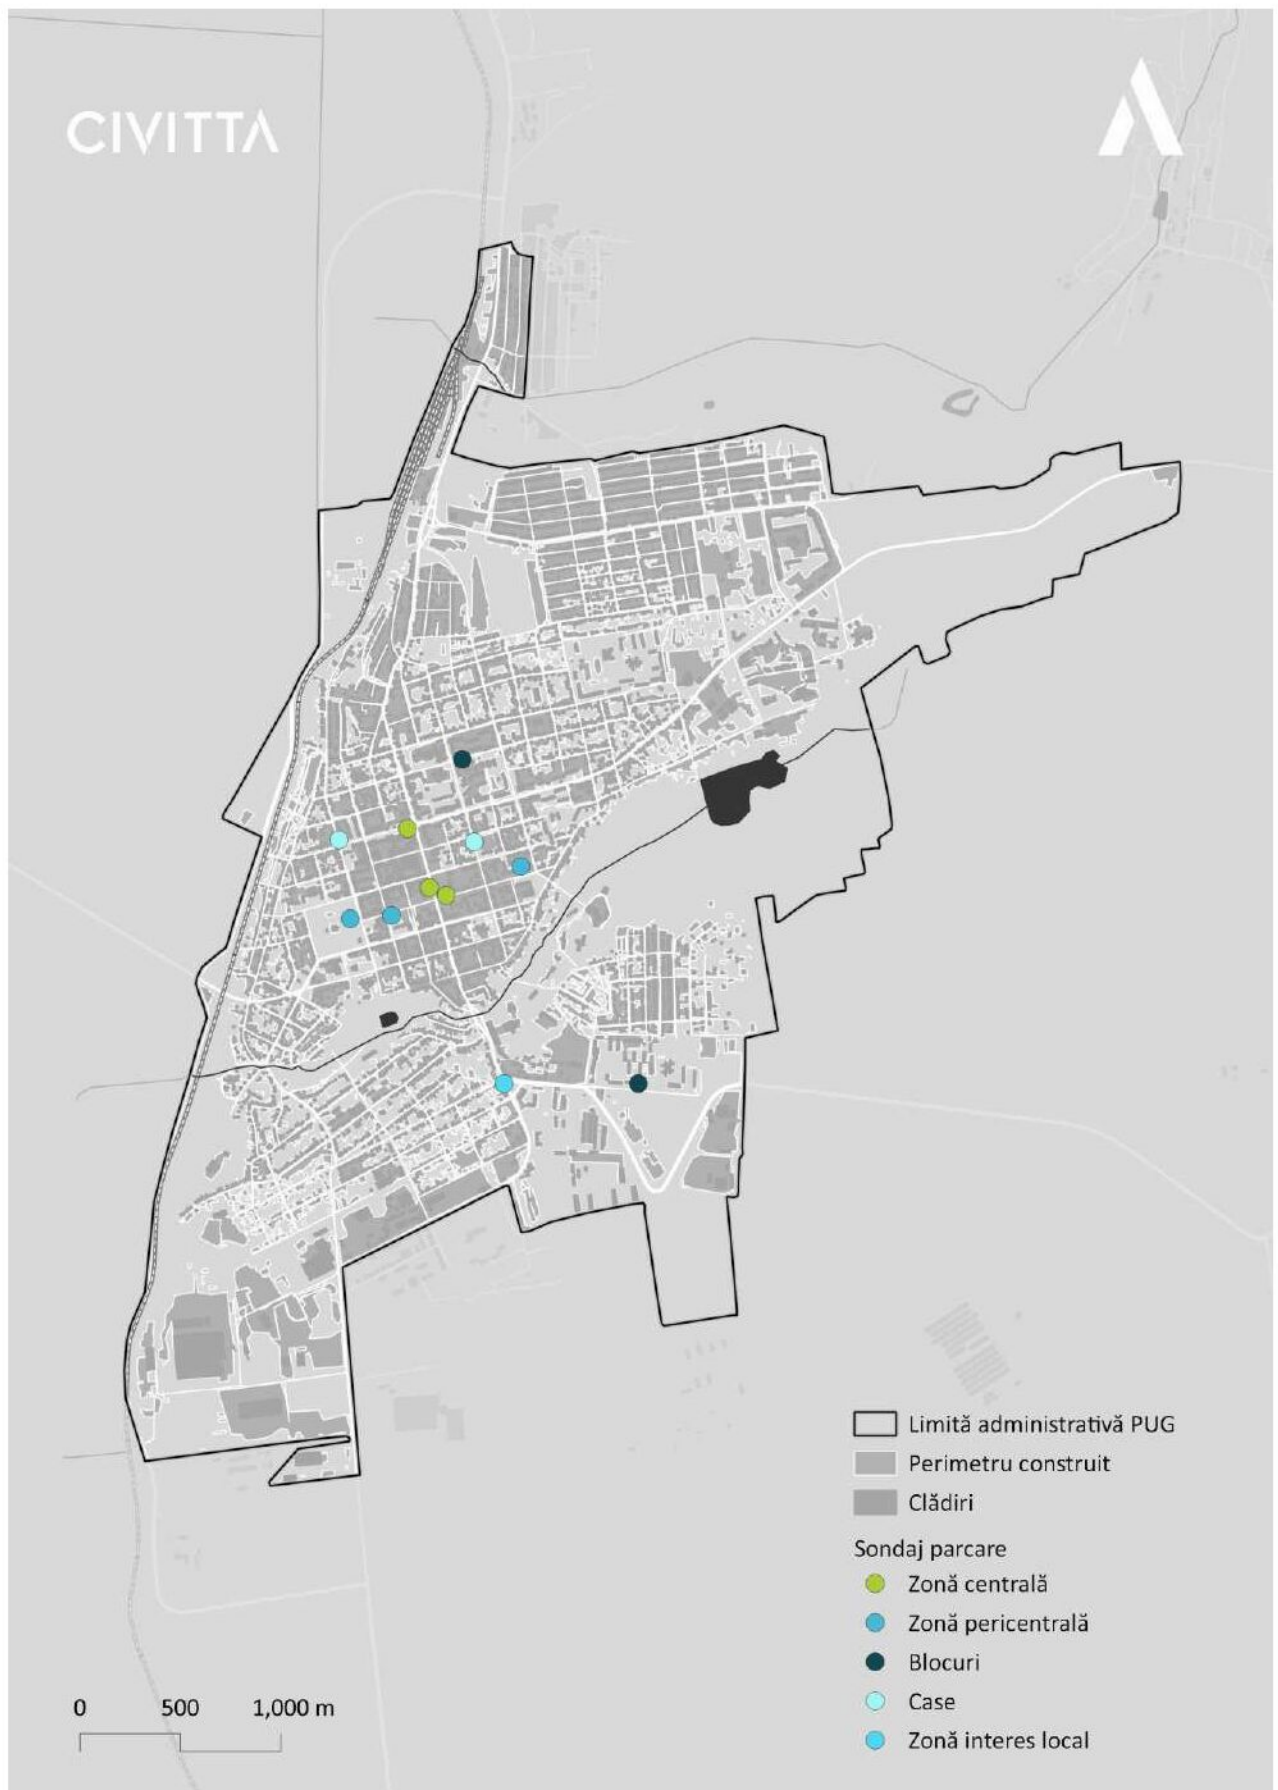 CIVITTA
Limită administrativă PUG
Perimetru construit
Clădiri
Sondaj parcare
Zonă centrală
Zonă pericentrală
Blocuri
Case
Zonă interes local
0 500 1,000 m